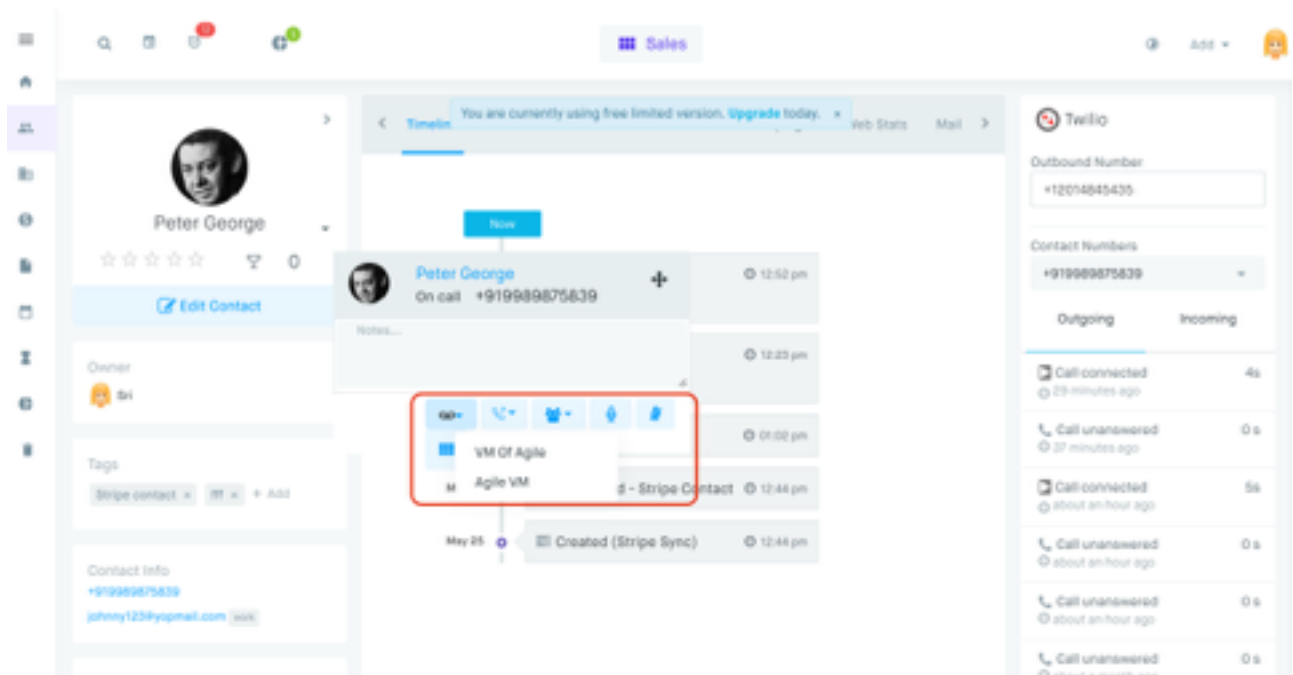 Sales
Add
You are currently using free limited version. Upgrade today. ×
Web Stats
Mail
Peter George
0
Edit Contact
Owner
Sri
Tags
Stripe contact ×
+ Add
Contact Info
+919989875839
johnny123@yopmail.com work
Now
Peter George
On call +919989875839
Notes...
VM Of Agile
Agile VM
12:52 pm
12:23 pm
01:02 pm
d - Stripe Contact 12:44 pm
May 25 Created (Stripe Sync) 12:44 pm
Twilio
Outbound Number
+12014845435
Contact Numbers
+919989875839
Outgoing Incoming
Call connected 4s
29 minutes ago
Call unanswered 0 s
37 minutes ago
Call connected 5s
about an hour ago
Call unanswered 0 s
about an hour ago
Call unanswered 0 s
about an hour ago
Call unanswered 0 s